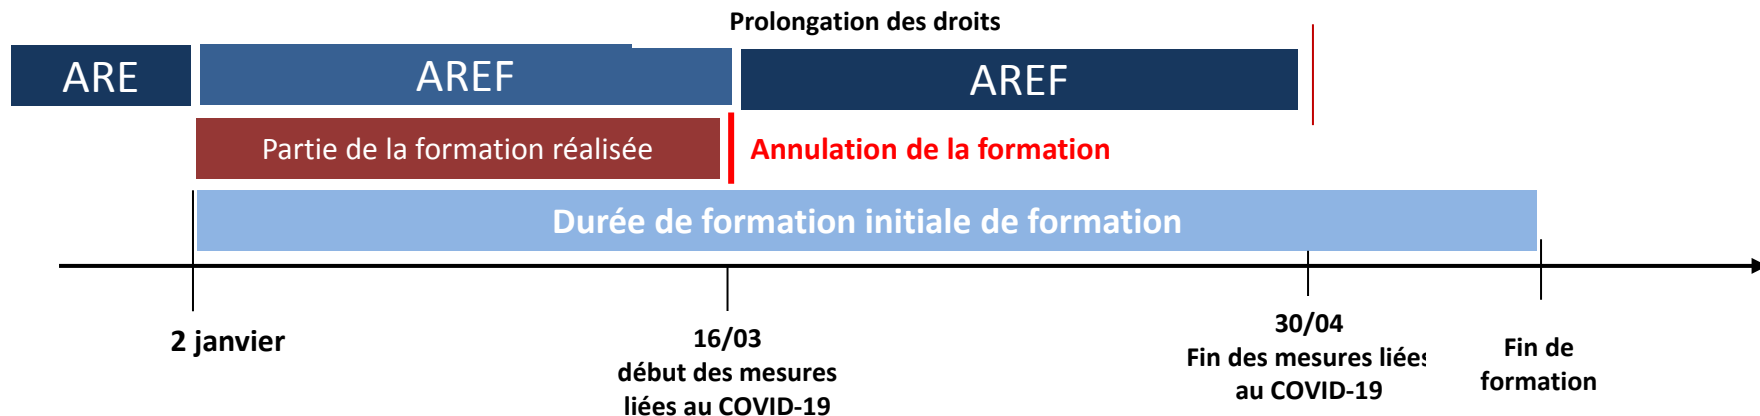 Prolongation des droits
ARE
AREF
AREF
Partie de la formation réalisée
Annulation de la formation
Durée de formation initiale de formation
2 janvier
16/03
début des mesures
liées au COVID-19
30/04
Fin des mesures liées
au COVID-19
Fin de
formation